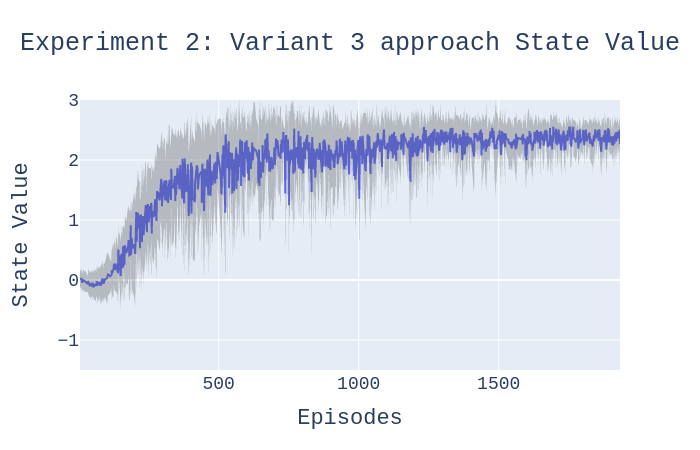 Experiment 2: Variant 3 approach State Value
3
2
1
0
−1
State Value
500
1000
1500
Episodes